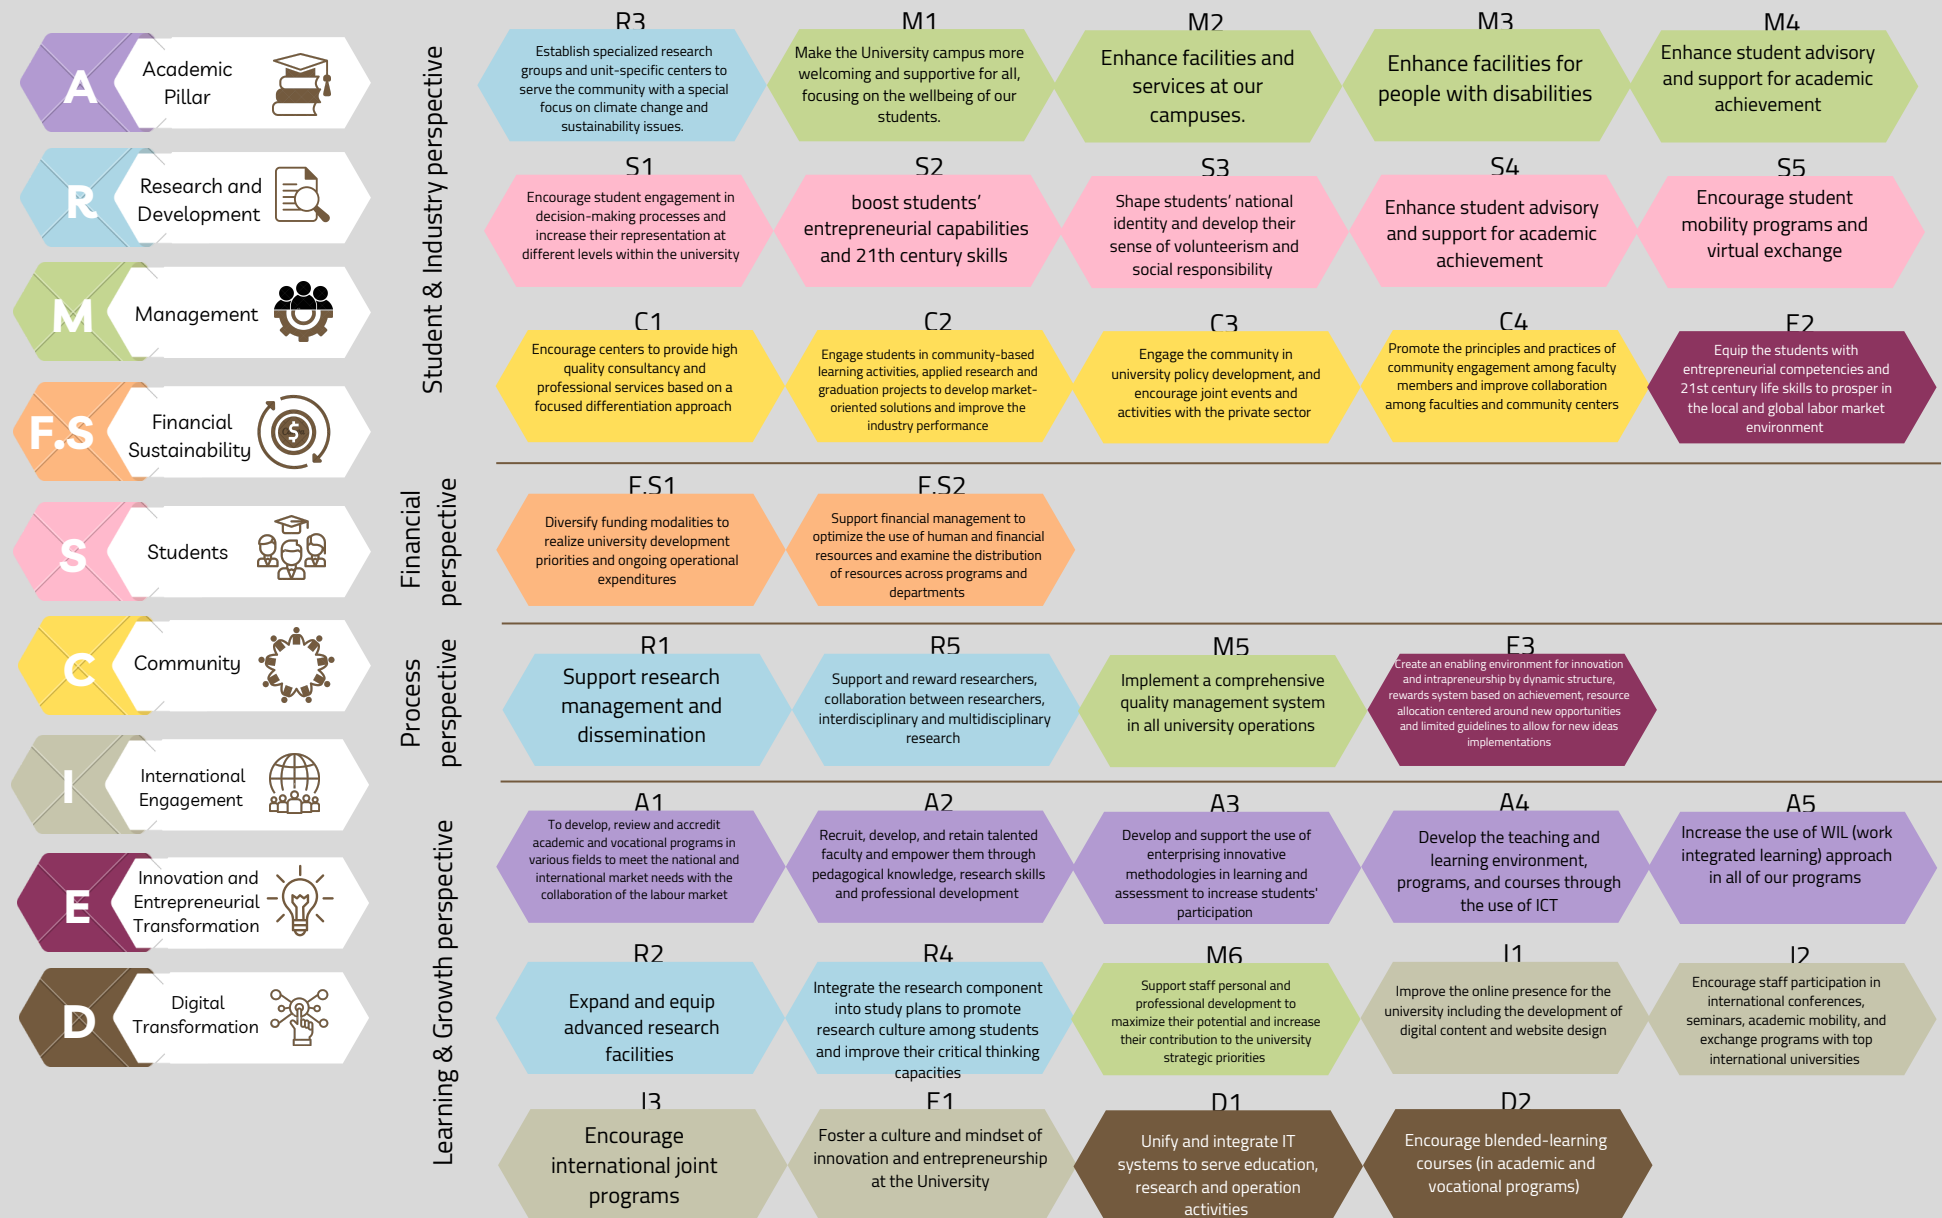 A
Academic
Pillar
R
Research and
Development
M
Management
F.S
Financial
Sustainability
$
S
Students
C
Community
I
International
Engagement
E
Innovation and
Entrepreneurial
Transformation
D
Digital
Transformation
Student & Industry perspective
R3
Establish specialized research
groups and unit-specific centers to
serve the community with a special
focus on climate change and
sustainability issues.
M1
Make the University campus more
welcoming and supportive for all,
focusing on the wellbeing of our
students.
M2
Enhance facilities and
services at our
campuses.
M3
Enhance facilities for
people with disabilities
M4
Enhance student advisory
and support for academic
achievement
S1
Encourage student engagement in
decision-making processes and
increase their representation at
different levels within the university
S2
boost students'
entrepreneurial capabilities
and 21th century skills
S3
Shape students' national
identity and develop their
sense of volunteerism and
social responsibility
S4
Enhance student advisory
and support for academic
achievement
S5
Encourage student
mobility programs and
virtual exchange
C1
Encourage centers to provide high
quality consultancy and
professional services based on a
focused differentiation approach
C2
Engage students in community-based
learning activities, applied research and
graduation projects to develop market-
oriented solutions and improve the
industry performance
C3
Engage the community in
university policy development, and
encourage joint events and
activities with the private sector
C4
Promote the principles and practices of
community engagement among faculty
members and improve collaboration
among faculties and community centers
E2
Equip the students with
entrepreneurial competencies and
21st century life skills to prosper in
the local and global labor market
environment
Financial
perspective
F.S1
Diversify funding modalities to
realize university development
priorities and ongoing operational
expenditures
F.S2
Support financial management to
optimize the use of human and financial
resources and examine the distribution
of resources across programs and
departments
Process
perspective
R1
Support research
management and
dissemination
R5
Support and reward researchers,
collaboration between researchers,
interdisciplinary and multidisciplinary
research
M5
Implement a comprehensive
quality management system
in all university operations
E3
Create an enabling environment for innovation
and intrapreneurship by dynamic structure,
rewards system based on achievement, resource
allocation centered around new opportunities
and limited guidelines to allow for new ideas
implementations
Learning & Growth perspective
A1
To develop, review and accredit
academic and vocational programs in
various fields to meet the national and
international market needs with the
collaboration of the labour market
A2
Recruit, develop, and retain talented
faculty and empower them through
pedagogical knowledge, research skills
and professional development
A3
Develop and support the use of
enterprising innovative
methodologies in learning and
assessment to increase students'
participation
A4
Develop the teaching and
learning environment,
programs, and courses through
the use of ICT
A5
Increase the use of WIL (work
integrated learning) approach
in all of our programs
R2
Expand and equip
advanced research
facilities
R4
Integrate the research component
into study plans to promote
research culture among students
and improve their critical thinking
capacities
M6
Support staff personal and
professional development to
maximize their potential and increase
their contribution to the university
strategic priorities
I1
Improve the online presence for the
university including the development of
digital content and website design
I2
Encourage staff participation in
international conferences,
seminars, academic mobility, and
exchange programs with top
international universities
I3
Encourage
international joint
programs
E1
Foster a culture and mindset of
innovation and entrepreneurship
at the University
D1
Unify and integrate IT
systems to serve education,
research and operation
activities
D2
Encourage blended-learning
courses (in academic and
vocational programs)